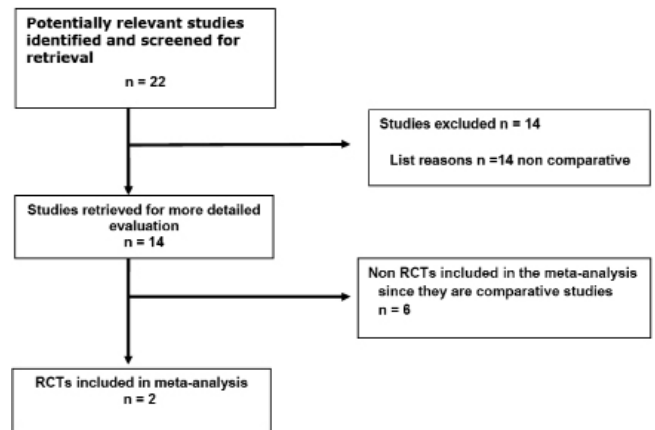 Potentially relevant studies
identified and screened for
retrieval
n = 22
Studies excluded n = 14
List reasons n =14 non comparative
Studies retrieved for more detailed
evaluation
n = 14
Non RCTs included in the meta-analysis
since they are comparative studies
n = 6
RCTs included in meta-analysis
n = 2